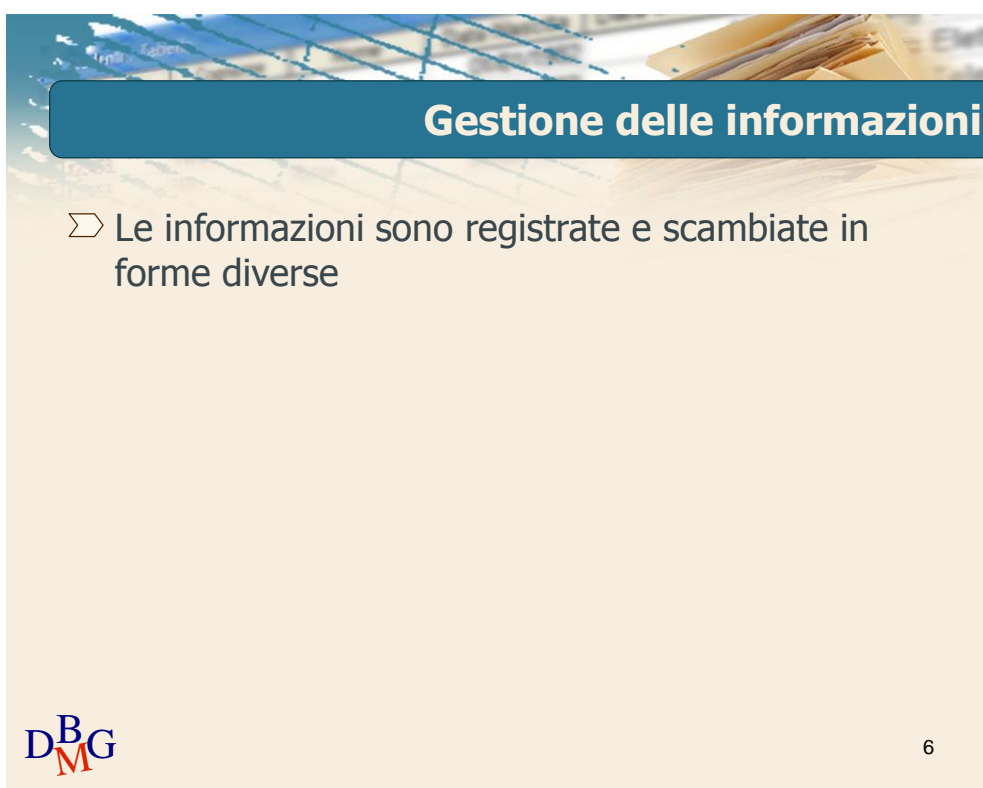 Gestione delle informazioni
Le informazioni sono registrate e scambiate in
forme diverse
DBMG
6